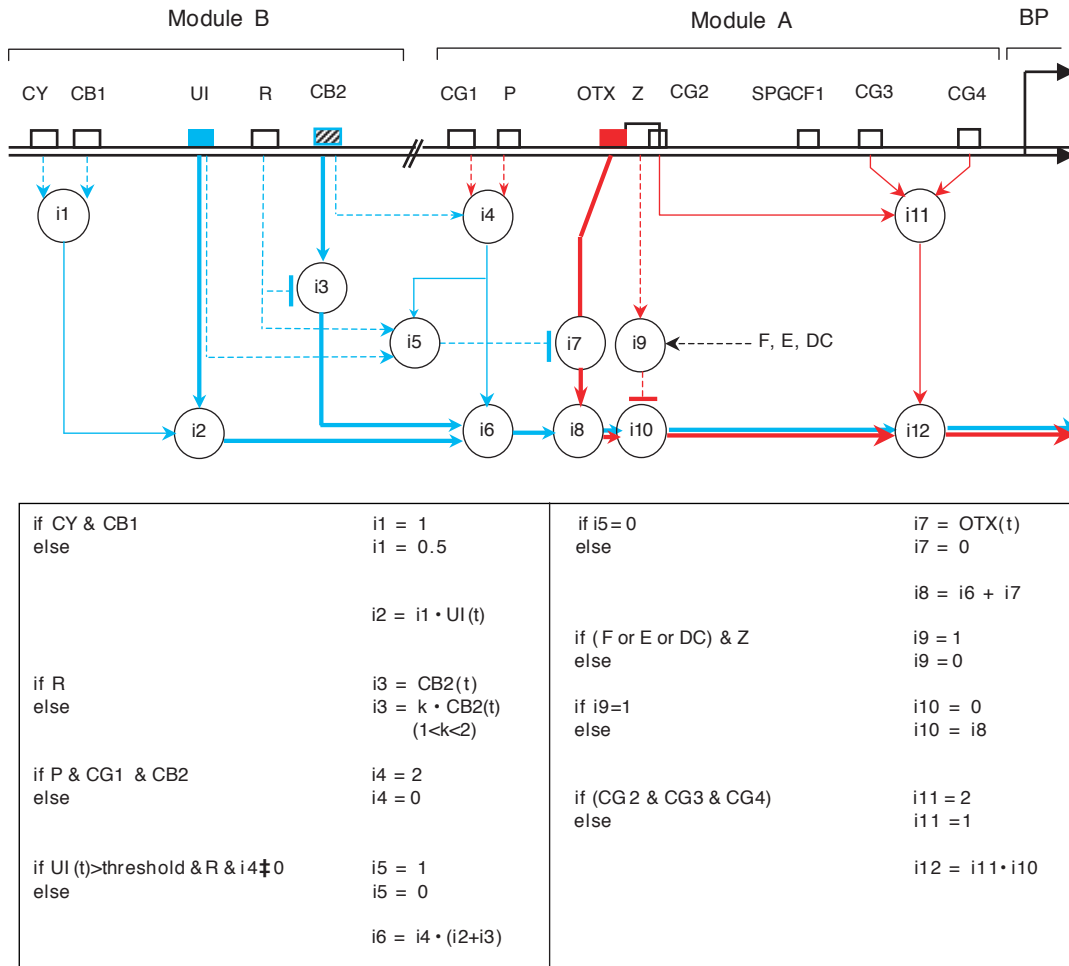 Module B
Module A
BP
CY CB1 UI R CB2 CG1 P OTX Z CG2 SPGCF1 CG3 CG4
i1
i4
i11
i3
i5
i7
i9
F, E, DC
i2
i6
i8
i10
i12
if CY & CB1 i1 = 1
else i1 = 0.5
i2 = i1 • UI(t)
if R i3 = CB2(t)
else i3 = k • CB2(t)
(1<k<2)
if P & CG1 & CB2 i4 = 2
else i4 = 0
if UI(t)>threshold & R & i4‡0 i5 = 1
else i5 = 0
i6 = i4 • (i2+i3)
if i5=0 i7 = OTX(t)
else i7 = 0
i8 = i6 + i7
if (F or E or DC) & Z i9 = 1
else i9 = 0
if i9=1 i10 = 0
else i10 = i8
if (CG2 & CG3 & CG4) i11 = 2
else i11 =1
i12 = i11•i10